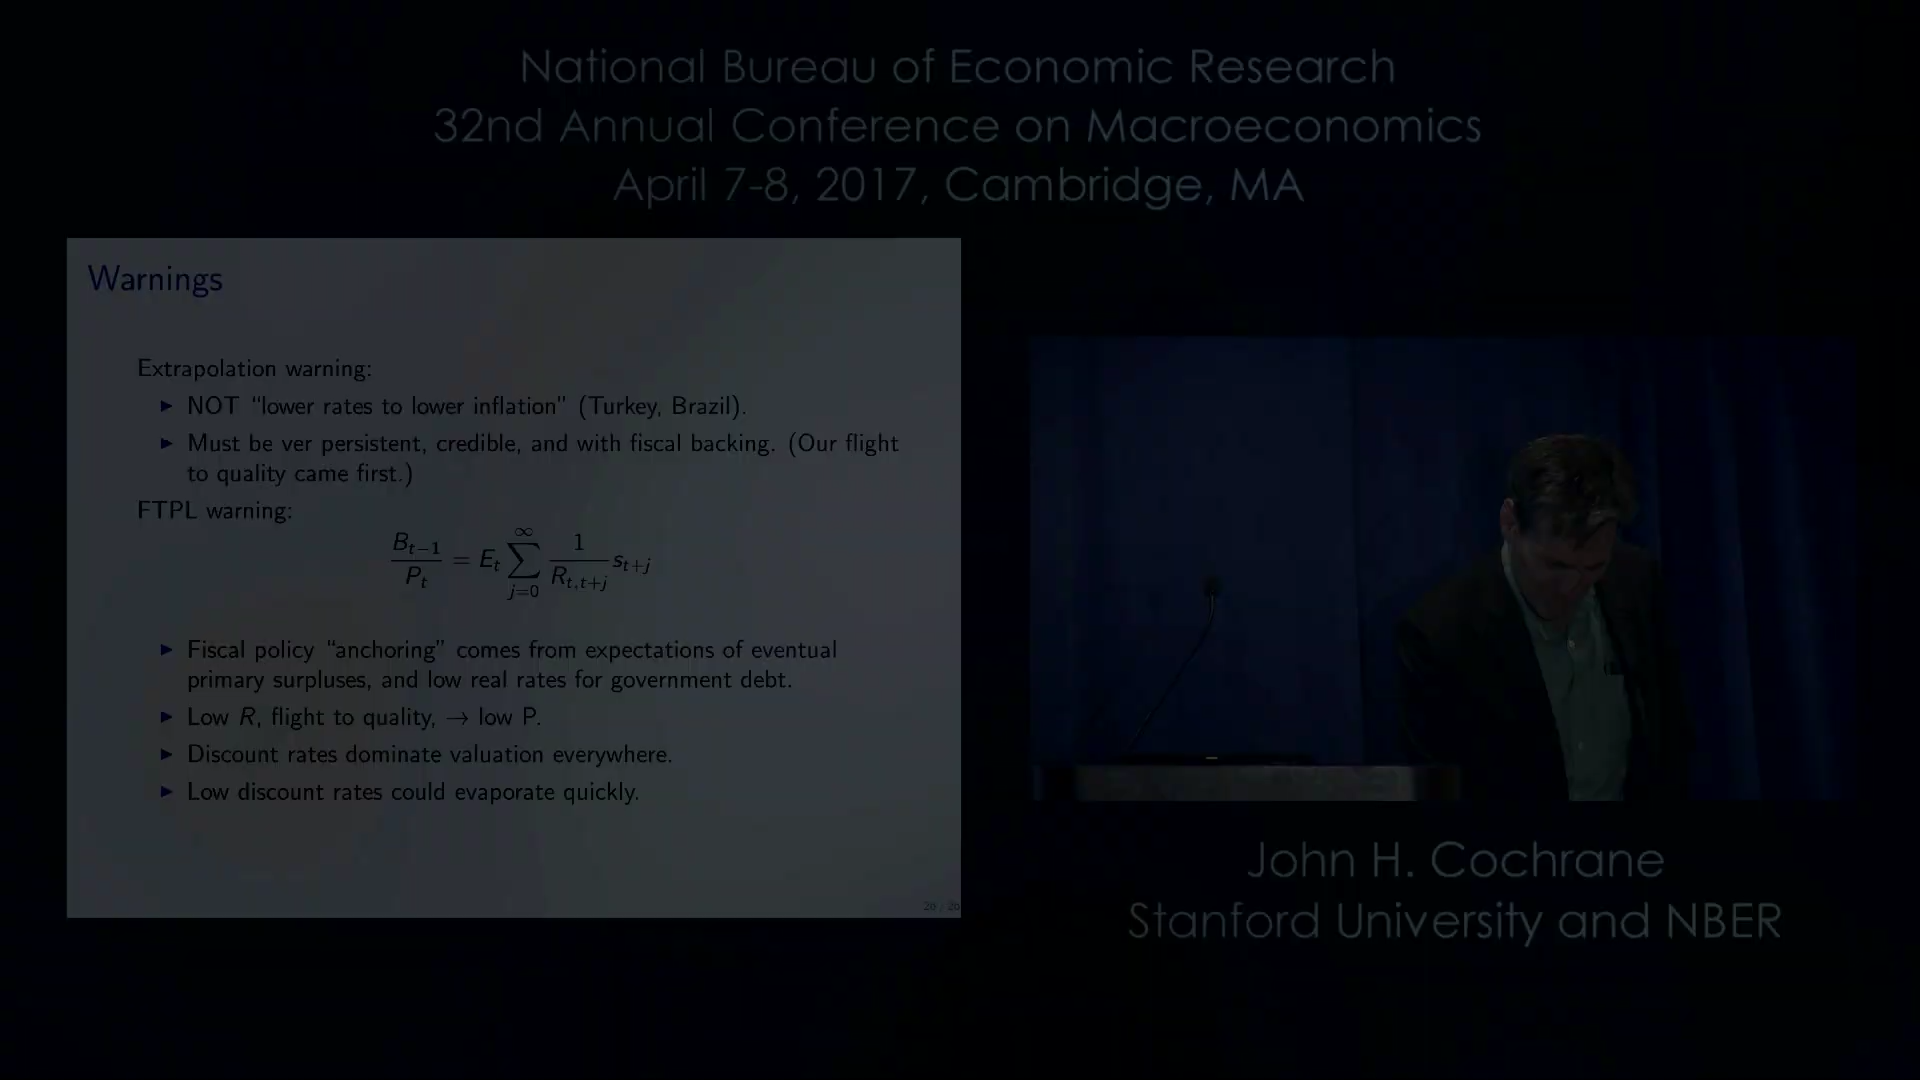 National Bureau of Economic Research
32nd Annual Conference on Macroeconomics
April 7-8, 2017, Cambridge, MA
Warnings
Extrapolation warning:
▶ NOT “lower rates to lower inflation” (Turkey, Brazil).
▶ Must be ver persistent, credible, and with fiscal backing. (Our flight
to quality came first.)
FTPL warning:
B_{t−1} / P_t = E_t ∑_{j=0}^{∞} 1 / R_{t,t+j} s_{t+j}
▶ Fiscal policy “anchoring” comes from expectations of eventual
primary surpluses, and low real rates for government debt.
▶ Low R, flight to quality, → low P.
▶ Discount rates dominate valuation everywhere.
▶ Low discount rates could evaporate quickly.
John H. Cochrane
Stanford University and NBER